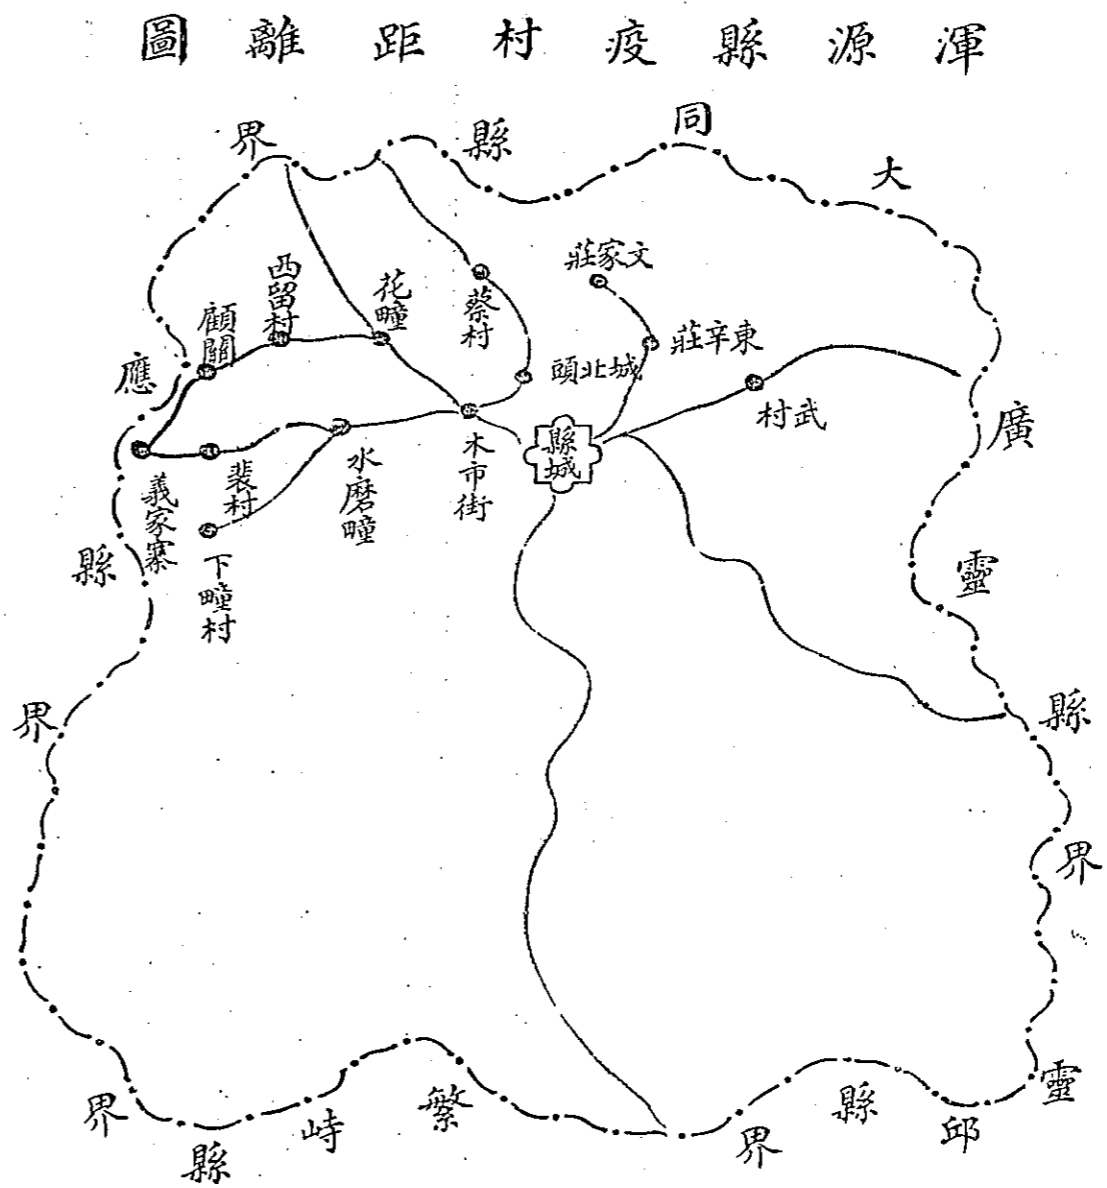 渾源縣疫村距離圖
大同縣界
廣靈縣界
靈邱縣界
繁峙縣界
應縣界
文家莊
東辛莊
城北頭
武村
縣城
蔡村
花疃
西留村
顧關
木市街
水磨疃
裴村
義家寨
下疃村